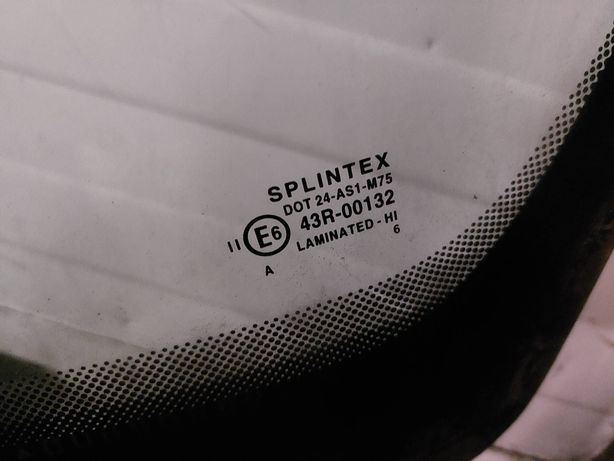 SPLINTEX
DOT 24-AS1-M75
43R-00132
II E6 LAMINATED - HI
A 6